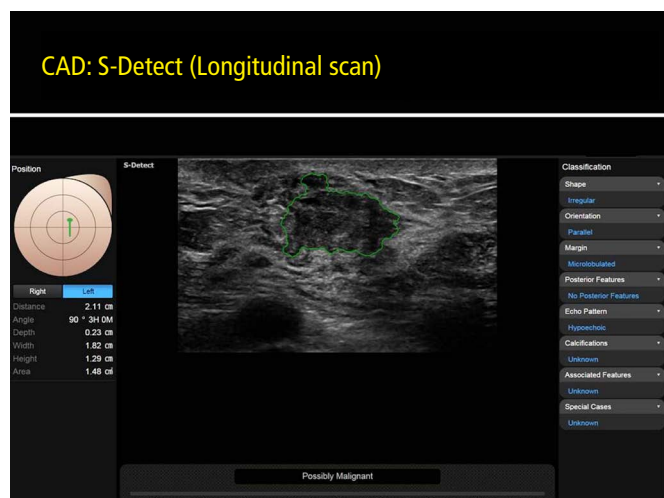 CAD: S-Detect (Longitudinal scan)
Position
S-Detect
Right Left
Distance 2.11 cm
Angle 90 ° 3H 0M
Depth 0.23 cm
Width 1.82 cm
Height 1.29 cm
Area 1.48 cm²
Classification
Shape
Irregular
Orientation
Parallel
Margin
Microlobulated
Posterior Features
No Posterior Features
Echo Pattern
Hypoechoic
Calcifications
Unknown
Associated Features
Unknown
Special Cases
Unknown
Possibly Malignant